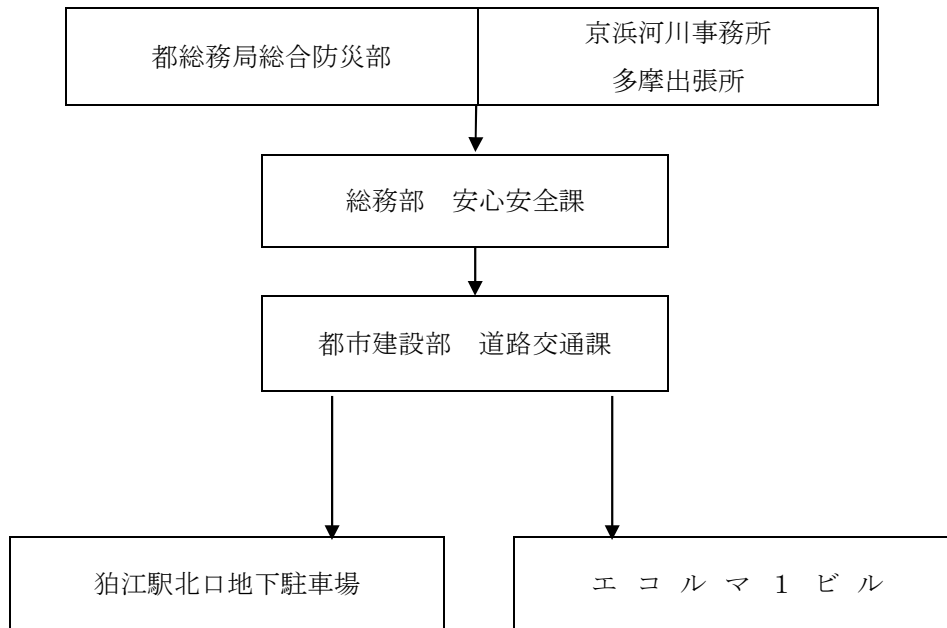 都総務局総合防災部
京浜河川事務所
多摩出張所
総務部　安心安全課
都市建設部　道路交通課
狛江駅北口地下駐車場
エ コ ル マ １ ビ ル